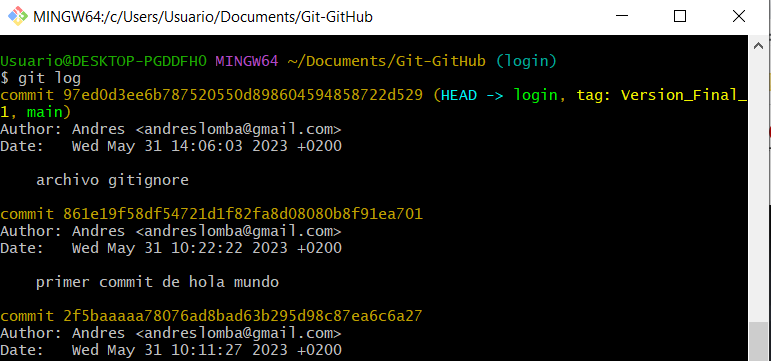 MINGW64:/c/Users/Usuario/Documents/Git-GitHub
Usuario@DESKTOP-PGDDFHO MINGW64 ~/Documents/Git-GitHub (login)
$ git log
commit 97ed0d3ee6b787520550d898604594858722d529 (HEAD -> login, tag: Version_Final_
1, main)
Author: Andres <andreslomba@gmail.com>
Date:   Wed May 31 14:06:03 2023 +0200
archivo gitignore
commit 861e19f58df54721d1f82fa8d08080b8f91ea701
Author: Andres <andreslomba@gmail.com>
Date:   Wed May 31 10:22:22 2023 +0200
primer commit de hola mundo
commit 2f5baaaaa78076ad8bad63b295d98c87ea6c6a27
Author: Andres <andreslomba@gmail.com>
Date:   Wed May 31 10:11:27 2023 +0200